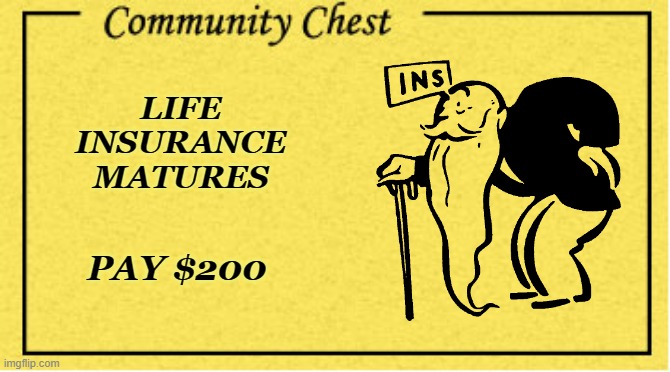 Community Chest
INS
LIFE
INSURANCE
MATURES
PAY $200
imgflip.com